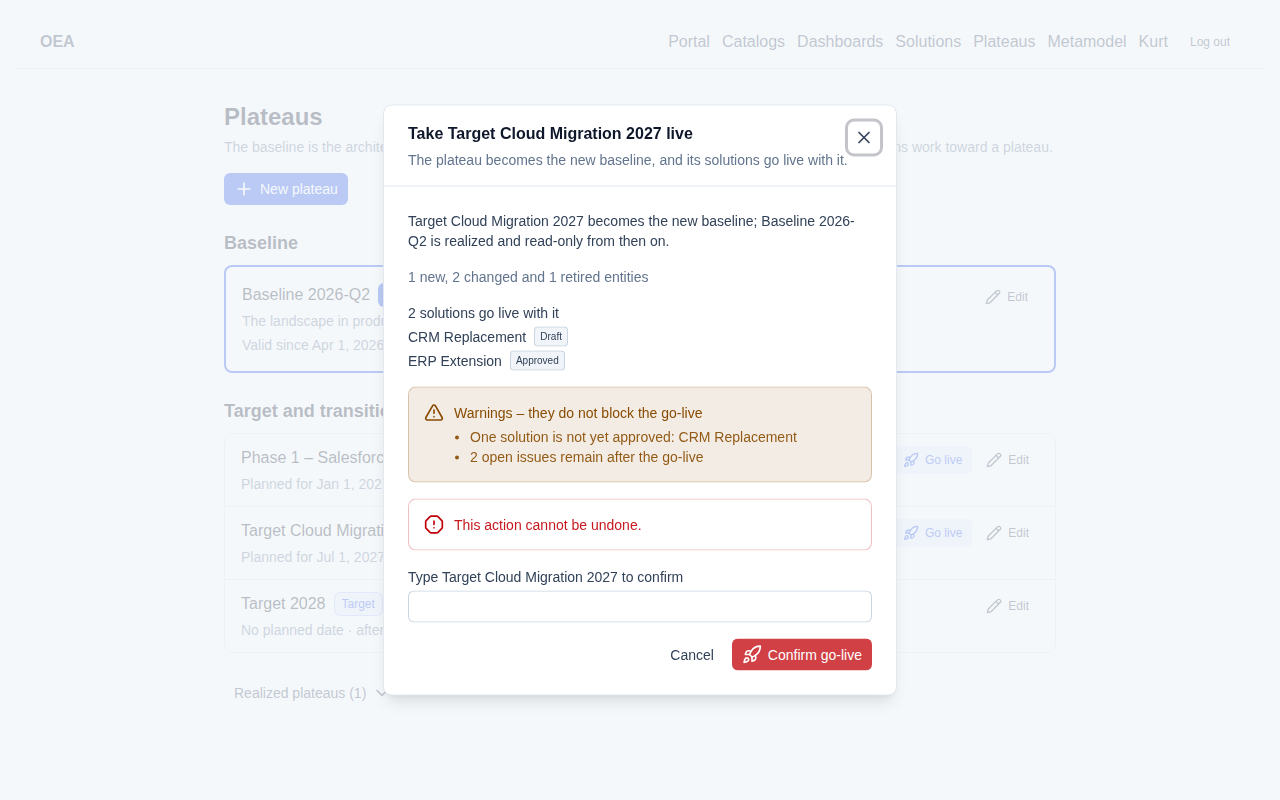 OEA
Portal Catalogs Dashboards Solutions Plateaus Metamodel Kurt Log out
Plateaus
The baseline is the archite
ns work toward a plateau.
New plateau
Baseline
Baseline 2026-Q2
Edit
The landscape in produ
Valid since Apr 1, 2026
Target and transitio
Phase 1 – Salesforc
Go live Edit
Planned for Jan 1, 202
Target Cloud Migrati
Go live Edit
Planned for Jul 1, 2027
Target 2028 Target
Edit
No planned date · after
Realized plateaus (1)
Take Target Cloud Migration 2027 live
The plateau becomes the new baseline, and its solutions go live with it.
Target Cloud Migration 2027 becomes the new baseline; Baseline 2026-
Q2 is realized and read-only from then on.
1 new, 2 changed and 1 retired entities
2 solutions go live with it
CRM Replacement Draft
ERP Extension Approved
Warnings – they do not block the go-live
• One solution is not yet approved: CRM Replacement
• 2 open issues remain after the go-live
This action cannot be undone.
Type Target Cloud Migration 2027 to confirm
Cancel Confirm go-live